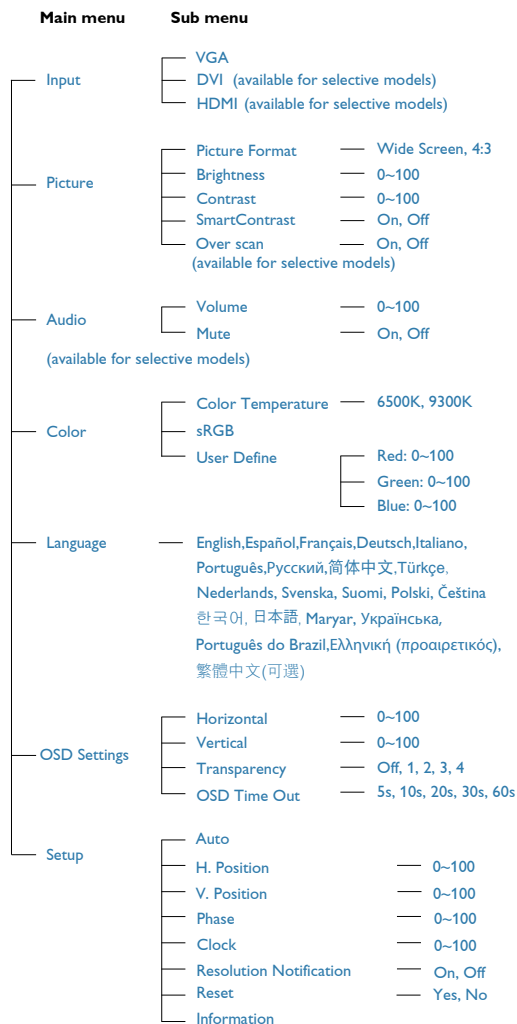 Main menu Sub menu
VGA
Input DVI (available for selective models)
HDMI (available for selective models)
Picture Format Wide Screen, 4:3
Brightness 0~100
Picture
Contrast 0~100
SmartContrast On, Off
Over scan On, Off
(available for selective models)
Volume 0~100
Audio
Mute On, Off
(available for selective models)
Color Temperature 6500K, 9300K
Color sRGB
User Define Red: 0~100
Green: 0~100
Blue: 0~100
Language English,Español,Français,Deutsch,Italiano,
Português,Русский,简体中文,Türkçe,
Nederlands, Svenska, Suomi, Polski, Čeština
한국어, 日本語, Maryar, Українська,
Português do Brazil,Ελληνική (προαιρετικός),
繁體中文(可選)
Horizontal 0~100
Vertical 0~100
OSD Settings
Transparency Off, 1, 2, 3, 4
OSD Time Out 5s, 10s, 20s, 30s, 60s
Auto
Setup
H. Position 0~100
V. Position 0~100
Phase 0~100
Clock 0~100
Resolution Notification On, Off
Reset Yes, No
Information